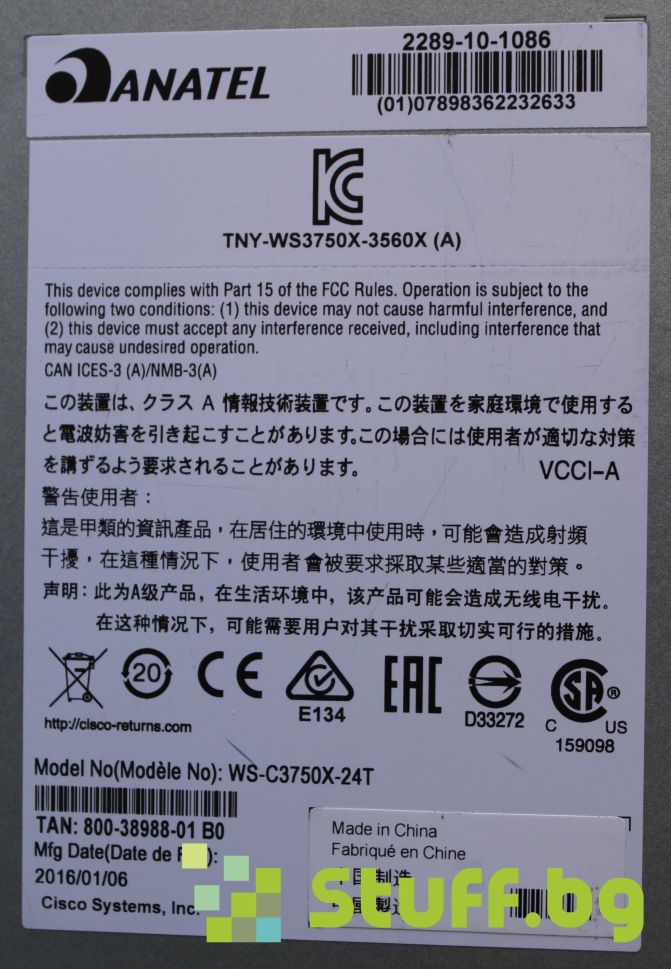 ANATEL
2289-10-1086
(01)07898362232633
TNY-WS3750X-3560X (A)
This device complies with Part 15 of the FCC Rules. Operation is subject to the
following two conditions: (1) this device may not cause harmful interference, and
(2) this device must accept any interference received, including interference that
may cause undesired operation.
CAN ICES-3 (A)/NMB-3(A)
この装置は、クラス A 情報技術装置です。この装置を家庭環境で使用する
と電波妨害を引き起こすことがあります。この場合には使用者が適切な対策
を講ずるよう要求されることがあります。
VCCI-A
警告使用者：
這是甲類的資訊產品，在居住的環境中使用時，可能會造成射頻
干擾，在這種情況下，使用者會被要求採取某些適當的對策。
声明：此为A级产品，在生活环境中，该产品可能会造成无线电干扰。
在这种情况下，可能需要用户对其干扰采取切实可行的措施。
20
CE
E134
EAC
D33272
SA®
C US
159098
http://cisco-returns.com
Model No(Modèle No): WS-C3750X-24T
TAN: 800-38988-01 B0
Mfg Date(Date de
2016/01/06
Cisco Systems, Inc.
Made in China
Fabriqué en Chine
中国制造
Stuff.bg